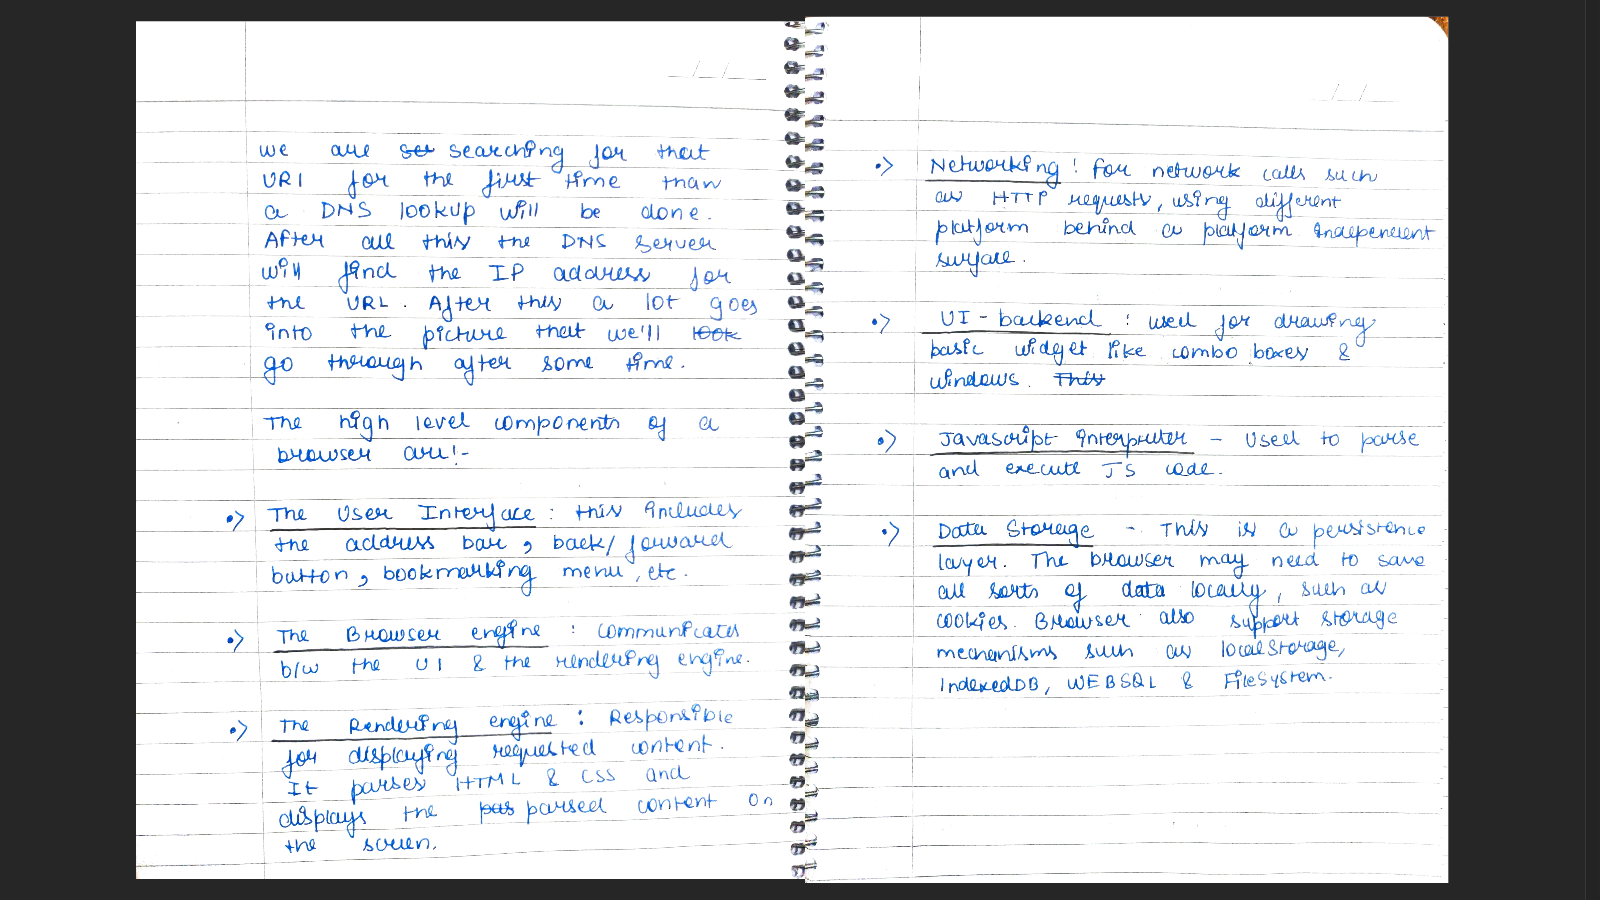 we are ser searching for that
URl for the first time than
a DNS lookup will be done.
After all this the DNS server
will find the IP address for
the URL. After this a lot goes
into the picture that we'll look
go through after some time.
The high level components of a
browser are:-
•> The User Interface : this includes
the address bar, back/forward
button, bookmarking menu, etc.
•> The Browser engine : communicates
b/w the UI & the rendering engine.
•> The Rendering engine : Responsible
for displaying requested content.
It parses HTML & CSS and
displays the pas parsed content on
the screen.
•> Networking : for network calls such
as HTTP requests, using different
platform behind a platform independent
surface.
•> UI-backend : used for drawing
basic widget like combo boxes &
windows. This
•> Javascript interpreter - Used to parse
and execute JS code.
•> Data Storage - This is a persistence
layer. The browser may need to save
all sorts of data locally, such as
cookies. Browser also support storage
mechanisms such as localStorage,
IndexedDB, WEBSQL & FileSystem.